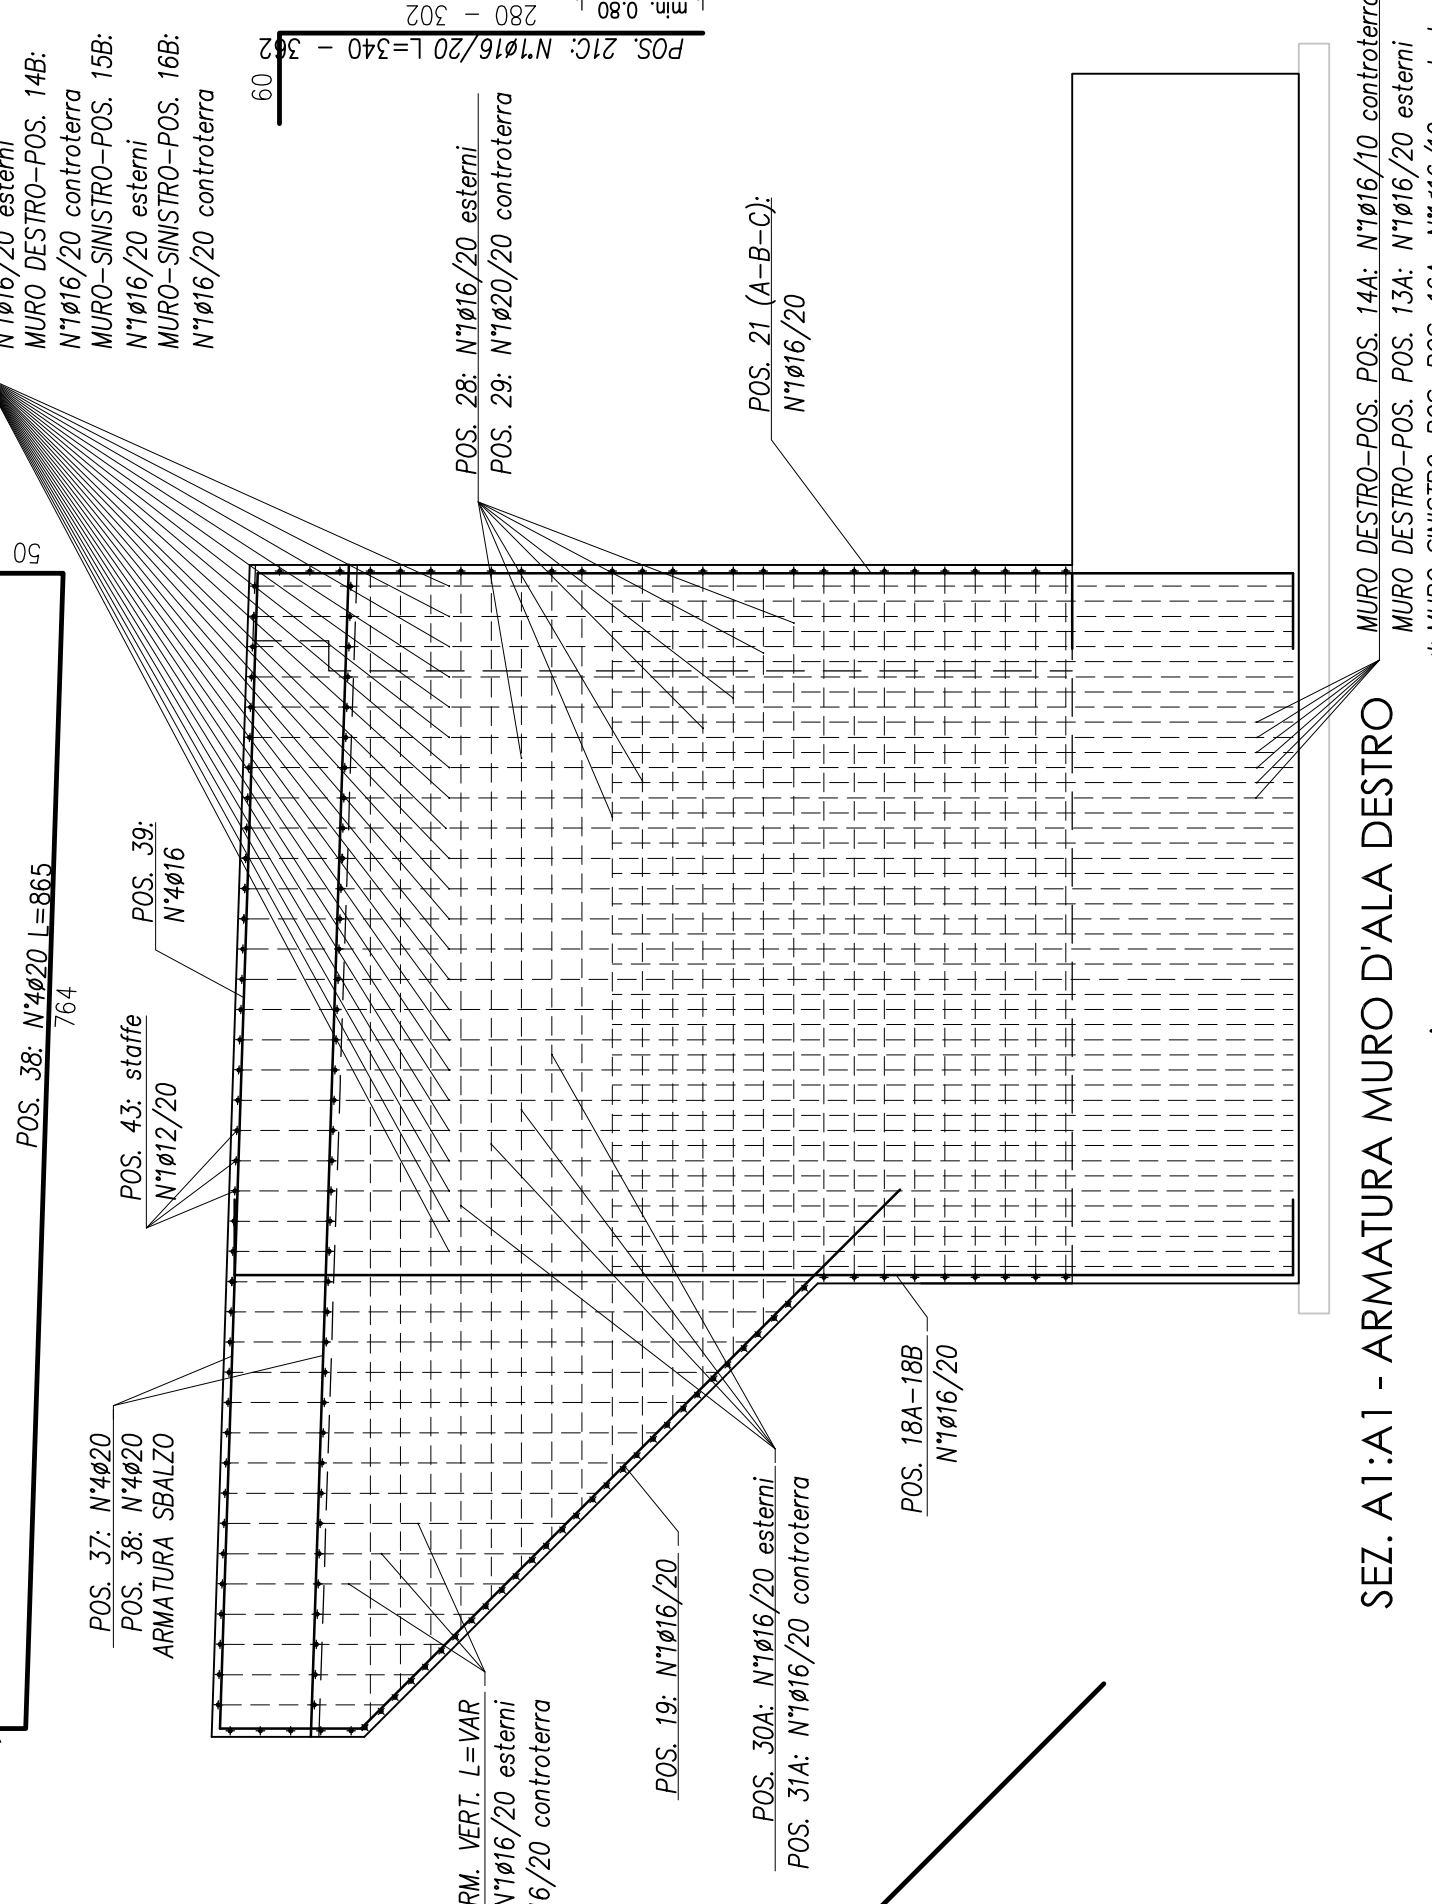 280 - 302
min. 0.80
POS. 21C: N°1ø16/20 L=340 - 362
60
esterni
MURO DESTRO-POS. 14B:
N°1ø16/20 controterra
MURO-SINISTRO-POS. 15B:
N°1ø16/20 esterni
MURO-SINISTRO-POS. 16B:
N°1ø16/20 controterra
50
POS. 38: N°4ø20 L=865
764
POS. 28: N°1ø16/20 esterni
POS. 29: N°1ø20/20 controterra
POS. 21 (A-B-C):
N°1ø16/20
POS. 39:
N°4ø16
POS. 43: staffe
N°1ø12/20
POS. 37: N°4ø20
POS. 38: N°4ø20
ARMATURA SBALZO
RM. VERT. L=VAR
N°1ø16/20 esterni
6/20 controterra
POS. 19: N°1ø16/20
POS. 30A: N°1ø16/20 esterni
POS. 31A: N°1ø16/20 controterra
POS. 18A-18B
N°1ø16/20
MURO DESTRO-POS. POS. 14A: N°1ø16/10 controterra
MURO DESTRO-POS. POS. 13A: N°1ø16/20 esterni
SEZ. A1:A1 - ARMATURA MURO D'ALA DESTRO